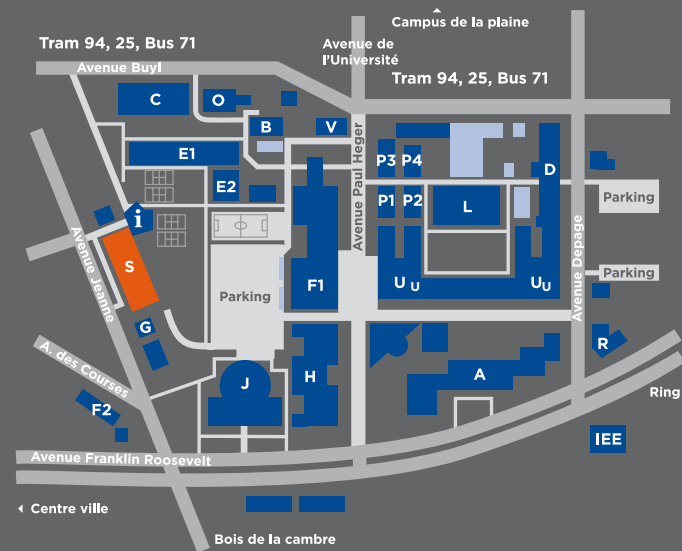 Campus de la plaine
Tram 94, 25, Bus 71
Avenue de
l'Université
Avenue Buyl
Tram 94, 25, Bus 71
C
O
B
V
E1
P3
P4
D
E2
Avenue Paul Heger
P1
P2
L
Parking
i
Avenue Jeanne
S
Parking
F1
U U
U U
Avenue Depage
Parking
G
R
A. des Courses
J
H
A
Ring
F2
IEE
Avenue Franklin Roosevelt
Centre ville
Bois de la cambre